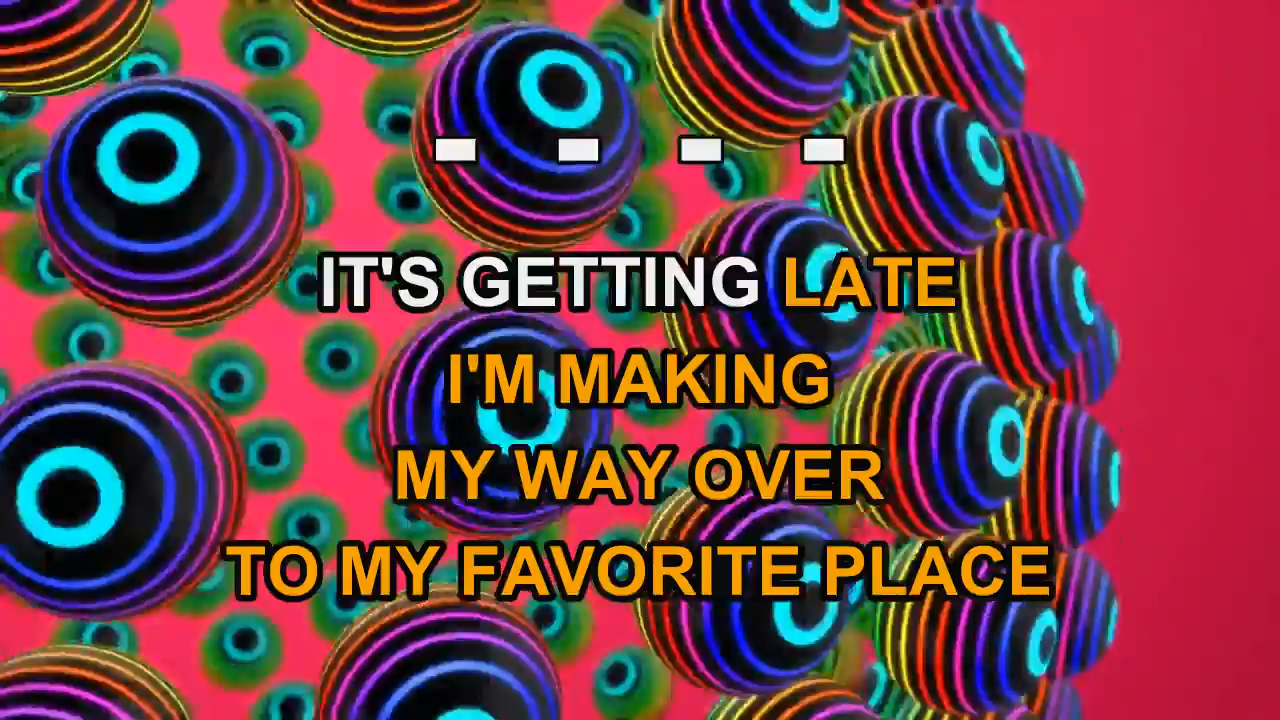 - - - -
IT'S GETTING LATE
I'M MAKING
MY WAY OVER
TO MY FAVORITE PLACE